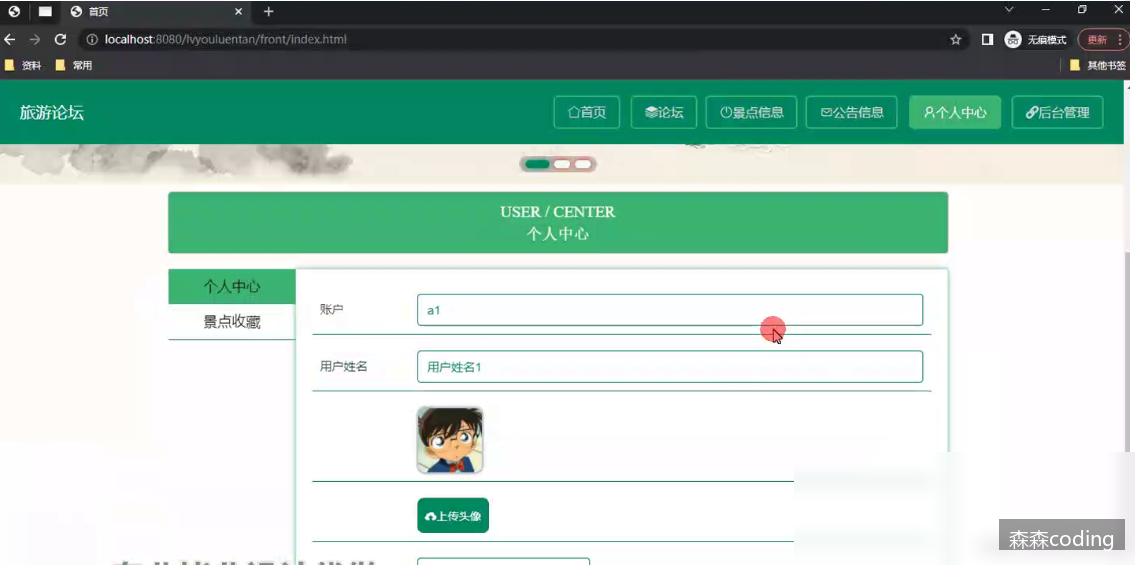 首页
localhost:8080/lvyouluentan/front/index.html
无痕模式
更新
资料
常用
其他书签
旅游论坛
首页
论坛
景点信息
公告信息
个人中心
后台管理
USER / CENTER
个人中心
个人中心
景点收藏
账户
a1
用户姓名
用户姓名1
上传头像
森森coding